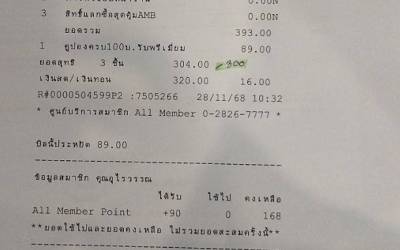 3 สิทธิ์แลกซื้อสุดคุ้มAMB 0.00N
ยอดรวม 393.00
1 คูปองครบ100บ.รับพรีเมี่ยม 89.00
ยอดสุทธิ 3 ชิ้น 304.00 300
เงินสด/เงินทอน 320.00 16.00
R#0000504599P2 :7505266 28/11/68 10:32
* ศูนย์บริการสมาชิก All Member 0-2826-7777 *
บิลนี้ประหยัด 89.00
ข้อมูลสมาชิก คุณอุไรวรรณ
ได้รับ ใช้ไป คงเหลือ
All Member Point +90 0 168
**ยอดใช้ไปและยอดคงเหลือ ไม่รวมยอดสะสมครั้งนี้**